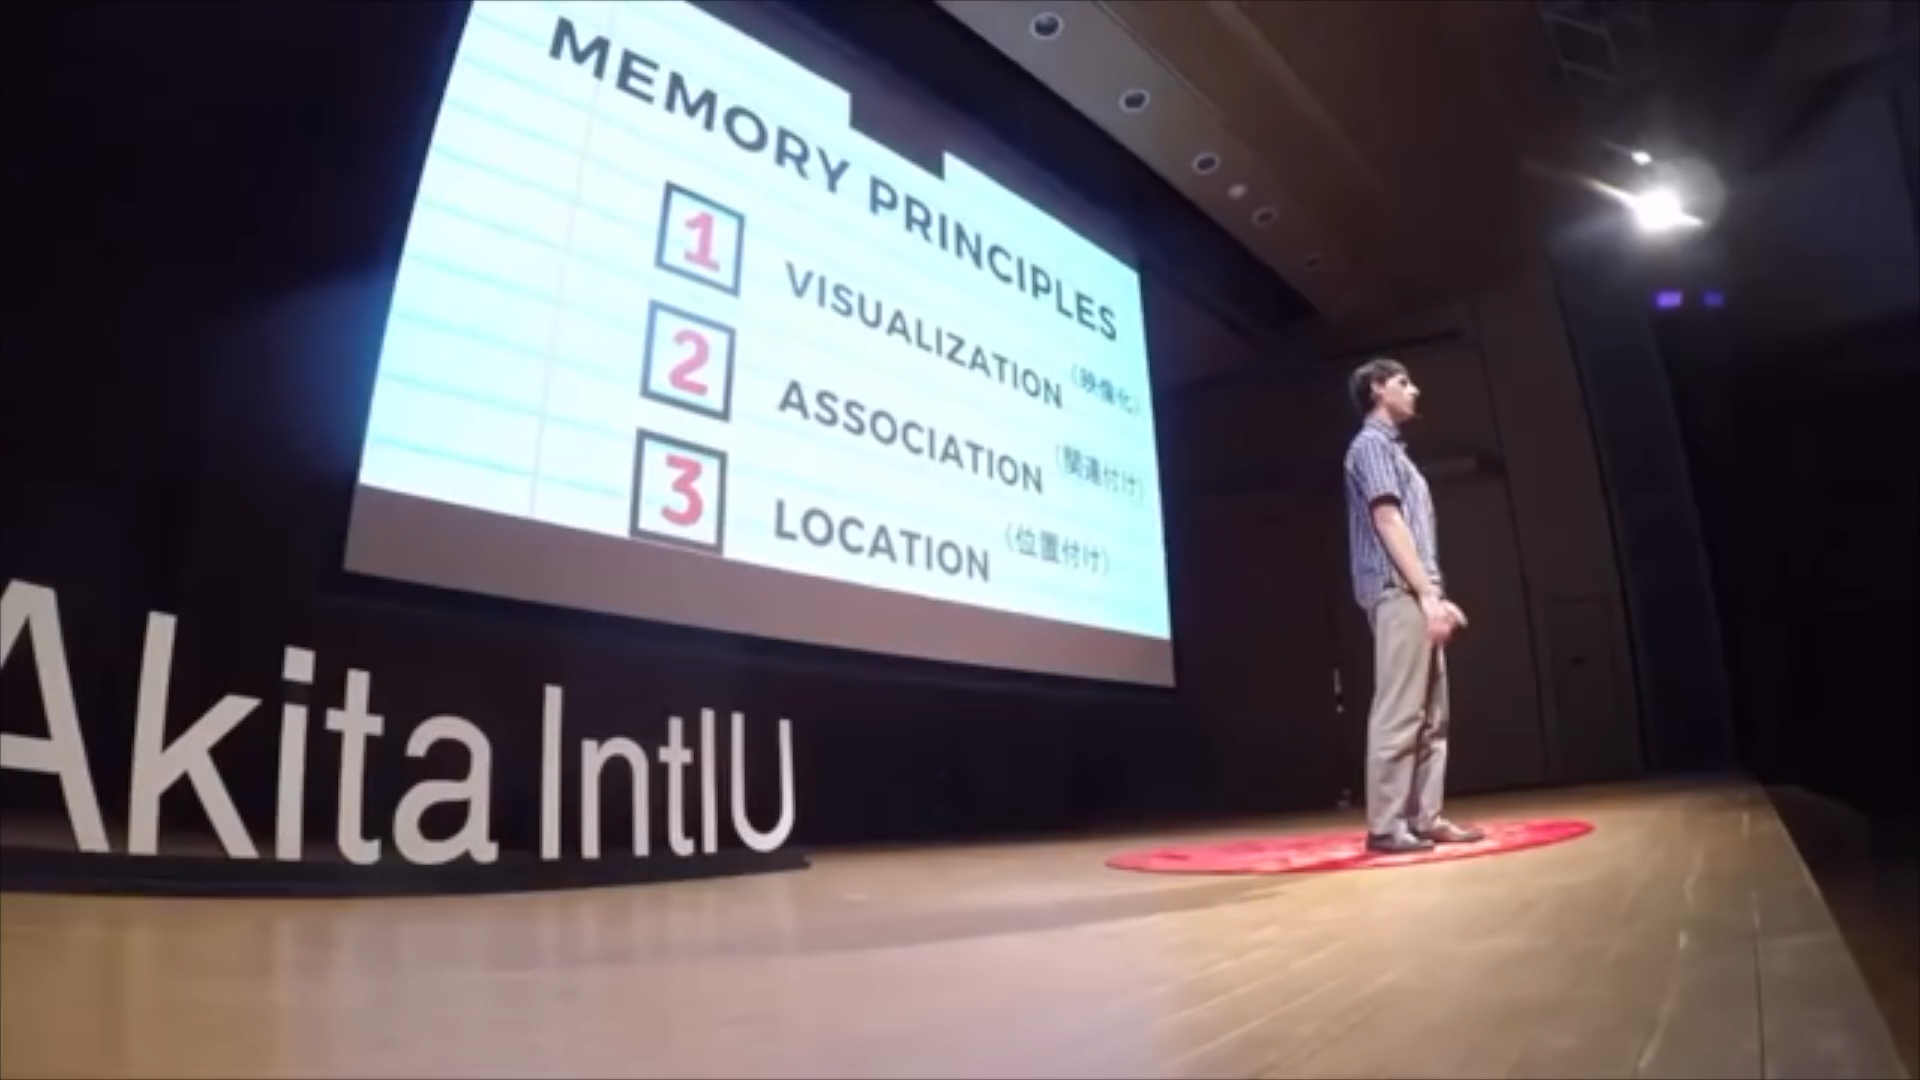 MEMORY PRINCIPLES
1 VISUALIZATION (映像化)
2 ASSOCIATION (関連付け)
3 LOCATION (位置付け)
Akita IntlU